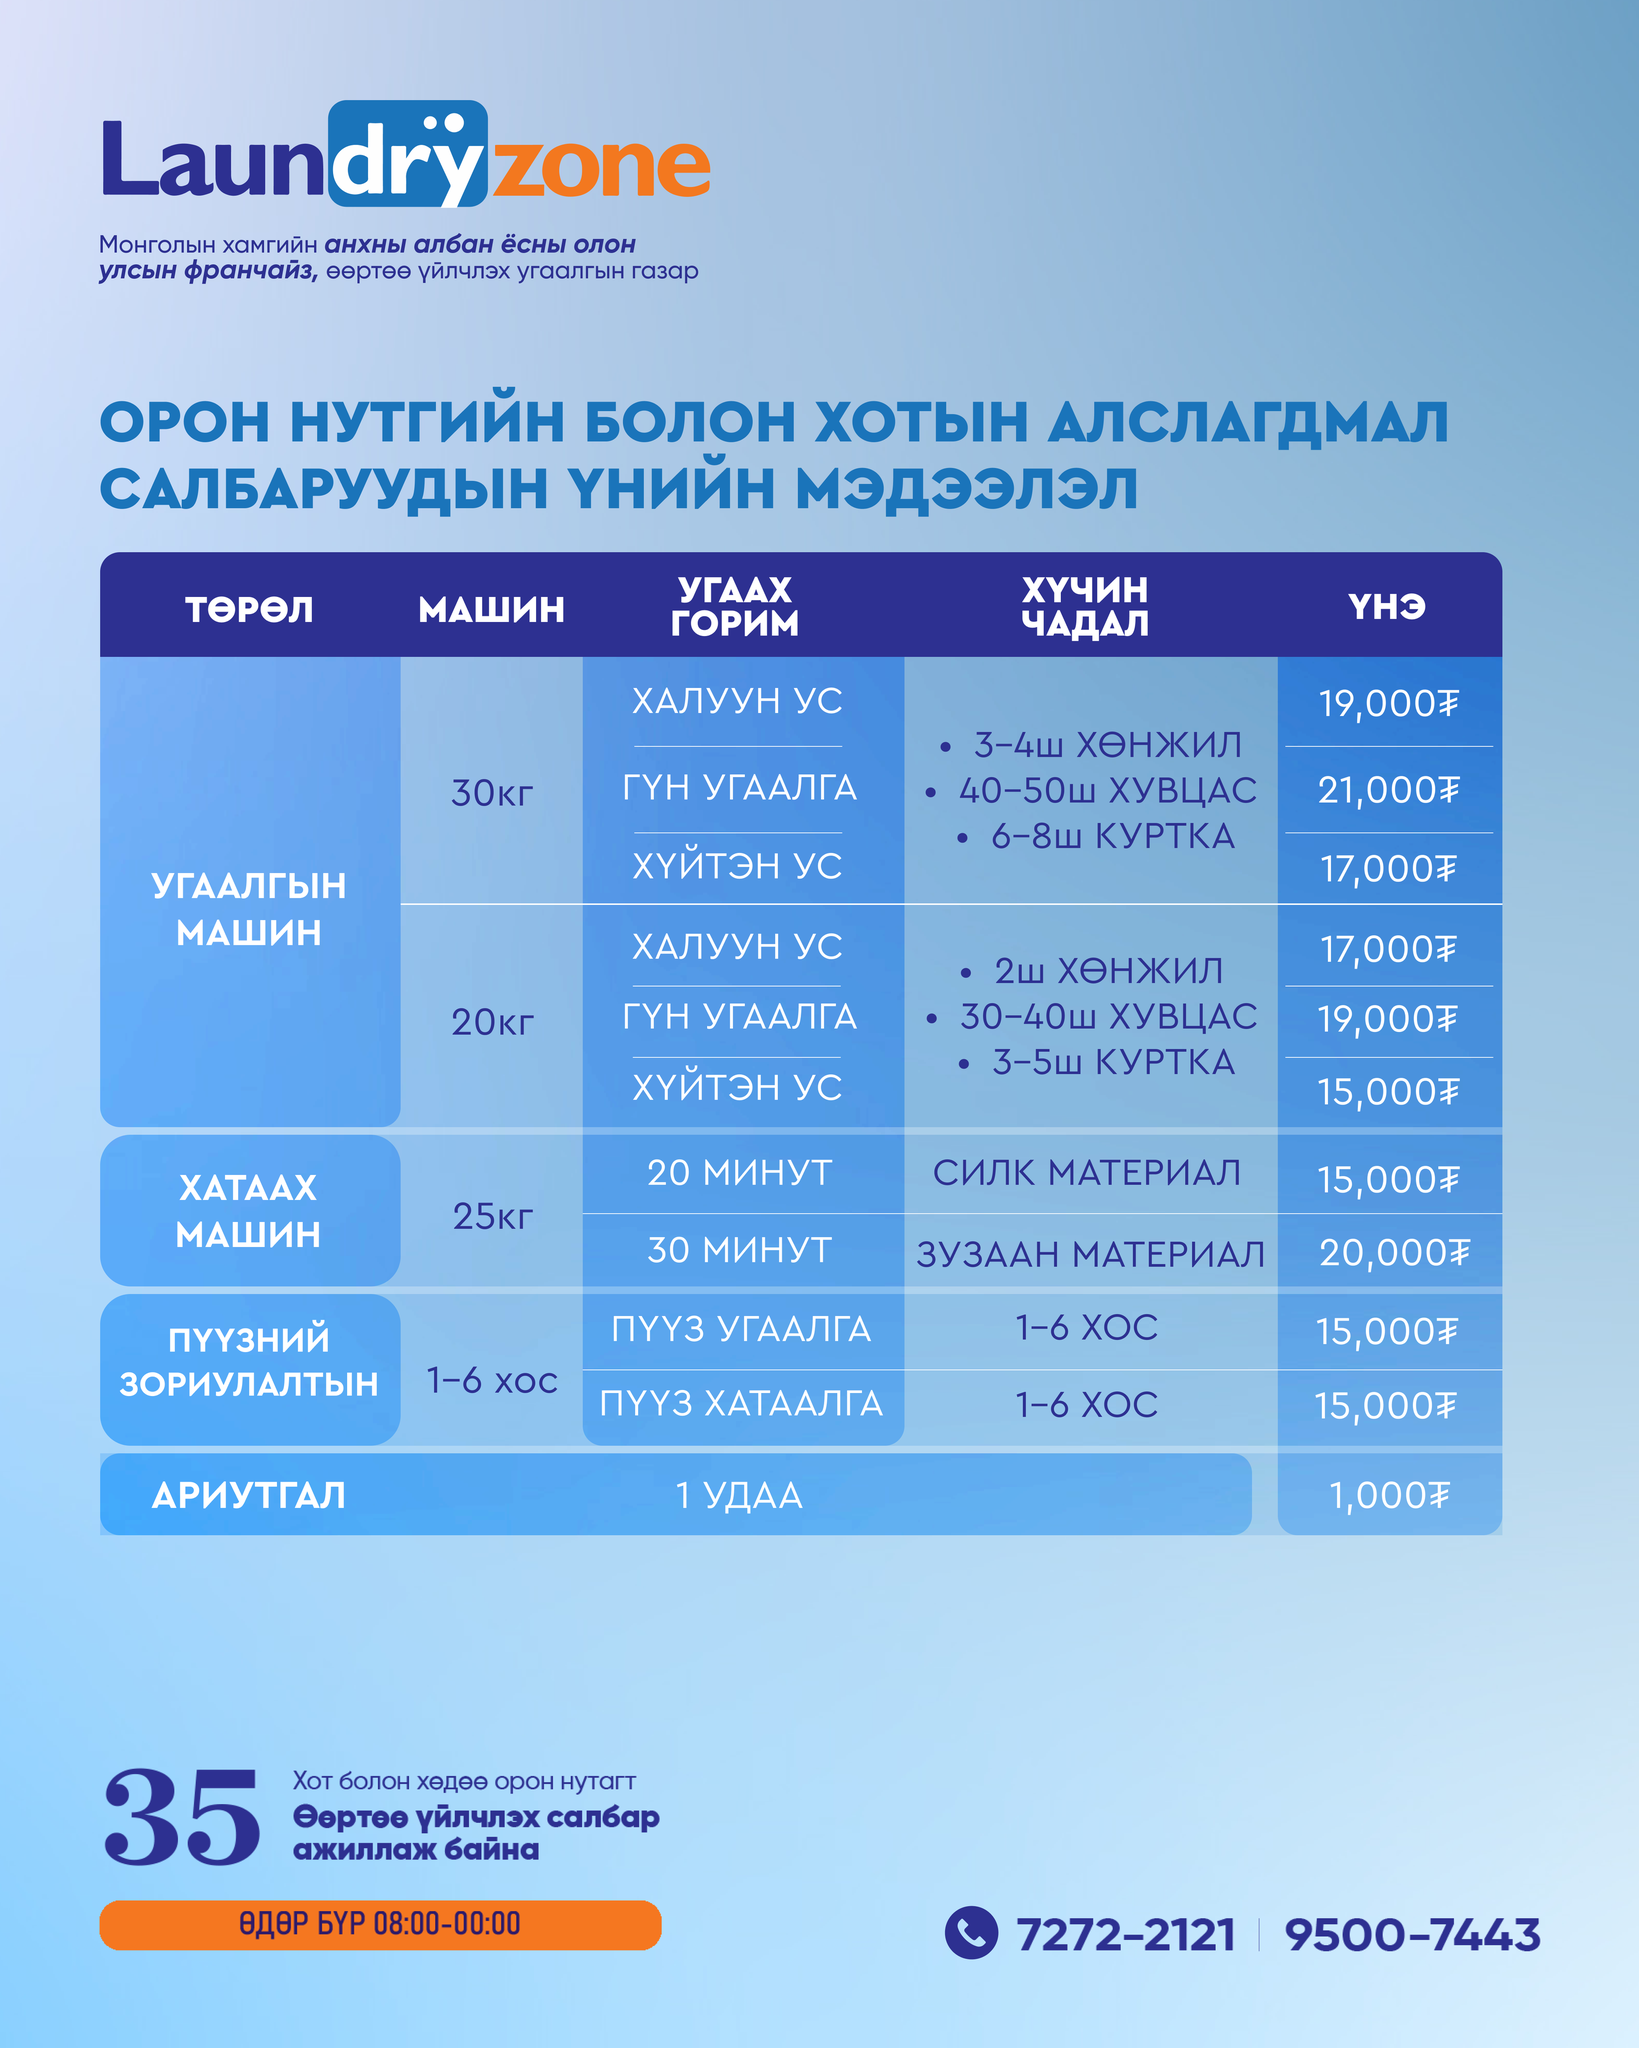 Laundrÿzone
Монголын хамгийн анхны албан ёсны олон
улсын франчайз, өөртөө үйлчлэх угаалгын газар
ОРОН НУТГИЙН БОЛОН ХОТЫН АЛСЛАГДМАЛ
САЛБАРУУДЫН ҮНИЙН МЭДЭЭЛЭЛ
ТӨРӨЛ
МАШИН
УГААХ
ГОРИМ
ХҮЧИН
ЧАДАЛ
ҮНЭ
УГААЛГЫН
МАШИН
30кг
ХАЛУУН УС
ГҮН УГААЛГА
ХҮЙТЭН УС
• 3-4ш ХӨНЖИЛ
• 40-50ш ХУВЦАС
• 6-8ш КУРТКА
19,000₮
21,000₮
17,000₮
20кг
ХАЛУУН УС
ГҮН УГААЛГА
ХҮЙТЭН УС
• 2ш ХӨНЖИЛ
• 30-40ш ХУВЦАС
• 3-5ш КУРТКА
17,000₮
19,000₮
15,000₮
ХАТААХ
МАШИН
25кг
20 МИНУТ
СИЛК МАТЕРИАЛ
15,000₮
30 МИНУТ
ЗУЗААН МАТЕРИАЛ
20,000₮
ПҮҮЗНИЙ
ЗОРИУЛАЛТЫН
1-6 хос
ПҮҮЗ УГААЛГА
1-6 ХОС
15,000₮
ПҮҮЗ ХАТААЛГА
1-6 ХОС
15,000₮
АРИУТГАЛ
1 УДАА
1,000₮
35
Хот болон хөдөө орон нутагт
Өөртөө үйлчлэх салбар
ажиллаж байна
ӨДӨР БҮР 08:00-00:00
7272-2121 | 9500-7443